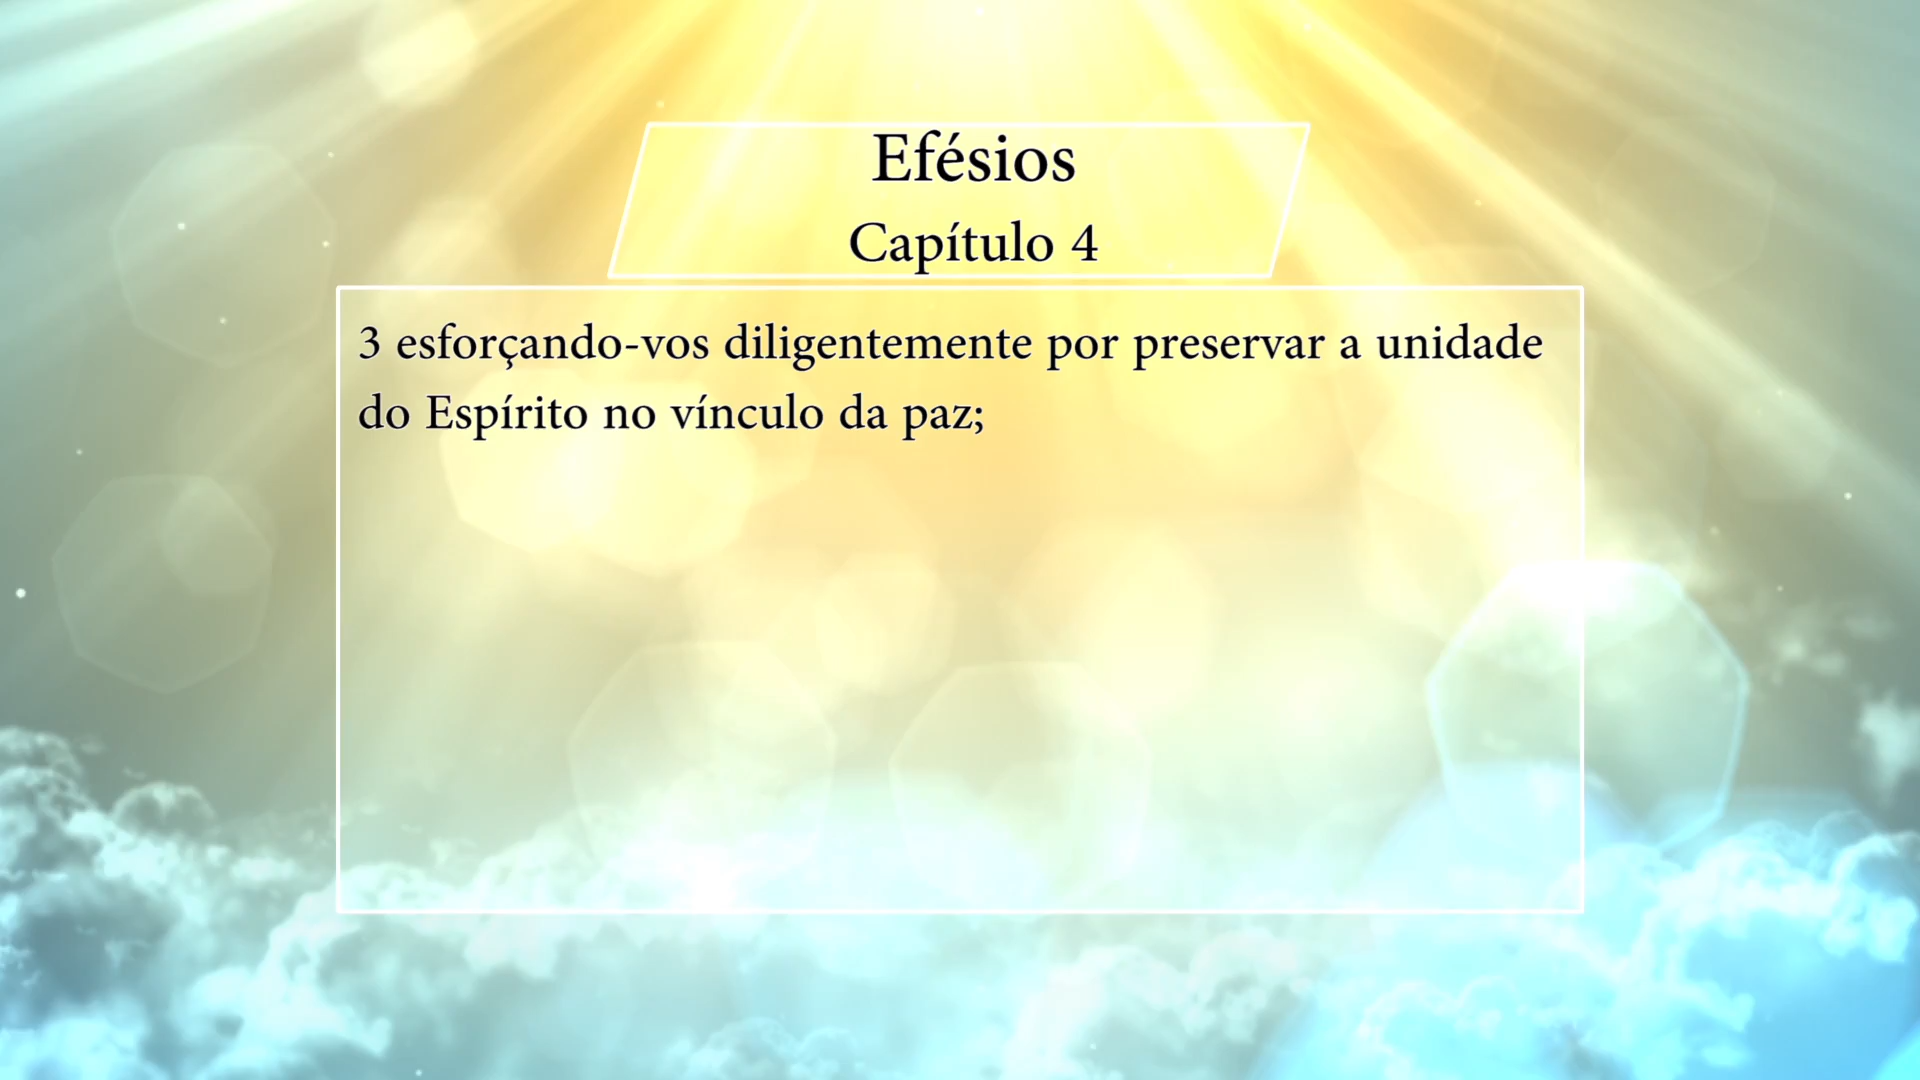 Efésios
Capítulo 4
3 esforçando-vos diligentemente por preservar a unidade
do Espírito no vínculo da paz;